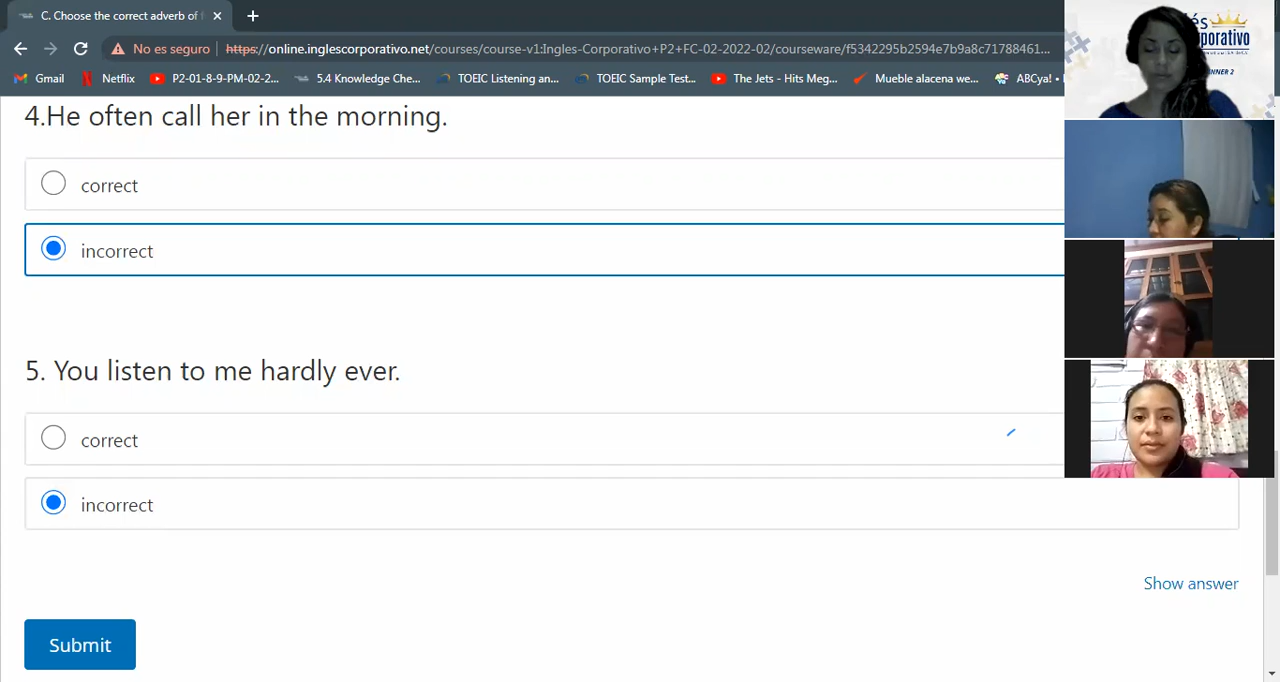 C. Choose the correct adverb of
No es seguro
https://online.inglescorporativo.net/courses/course-v1:Ingles-Corporativo+P2+FC-02-2022-02/courseware/f5342295b2594e7b9a8c71788461...
Gmail
Netflix
P2-01-8-9-PM-02-2...
5.4 Knowledge Che...
TOEIC Listening an...
TOEIC Sample Test...
The Jets - Hits Meg...
Mueble alacena we...
ABCya! •
4.He often call her in the morning.
correct
incorrect
5. You listen to me hardly ever.
correct
incorrect
Show answer
Submit